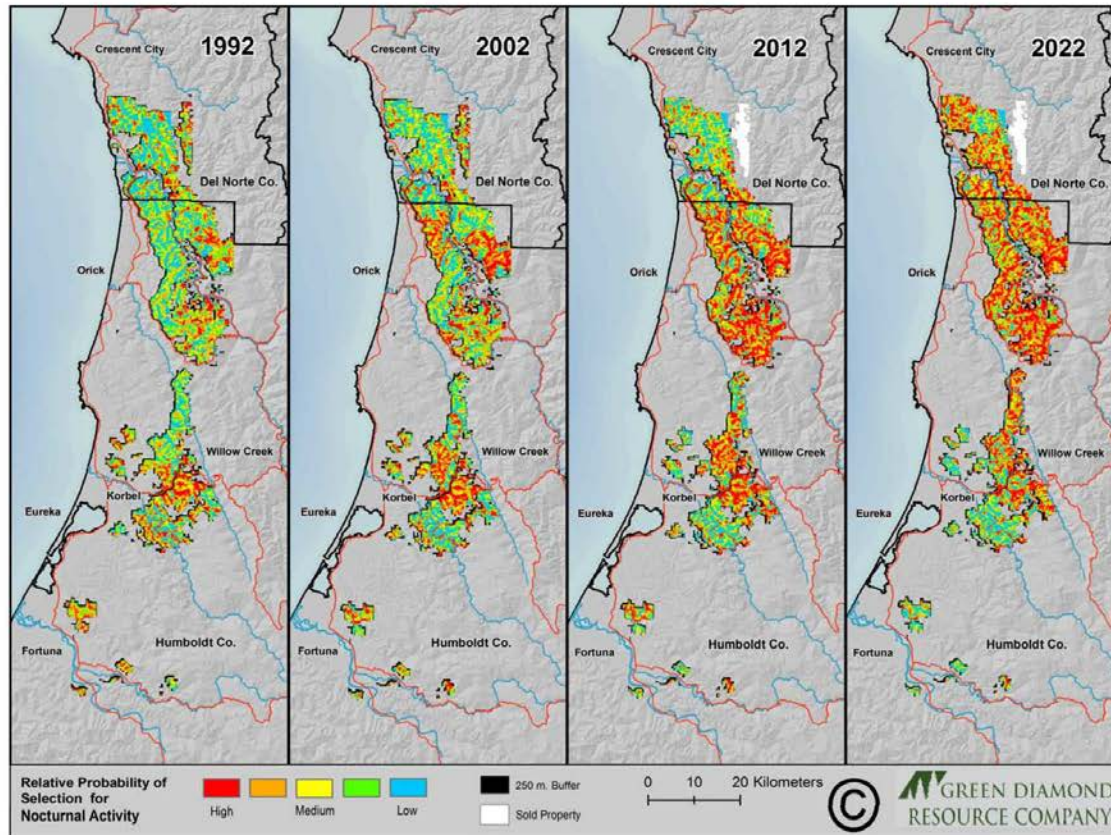 1992
Crescent City
Del Norte Co.
Orick
Willow Creek
Korbel
Eureka
Humboldt Co.
Fortuna
2002
Crescent City
Del Norte Co.
Orick
Willow Creek
Korbel
Eureka
Humboldt Co.
Fortuna
2012
Crescent City
Del Norte Co.
Orick
Willow Creek
Korbel
Eureka
Humboldt Co.
Fortuna
2022
Crescent City
Del Norte Co.
Orick
Willow Creek
Korbel
Eureka
Humboldt Co.
Fortuna
Relative Probability of
Selection for
Nocturnal Activity
High
Medium
Low
250 m. Buffer
Sold Property
0 10 20 Kilometers
©
GREEN DIAMOND
RESOURCE COMPANY